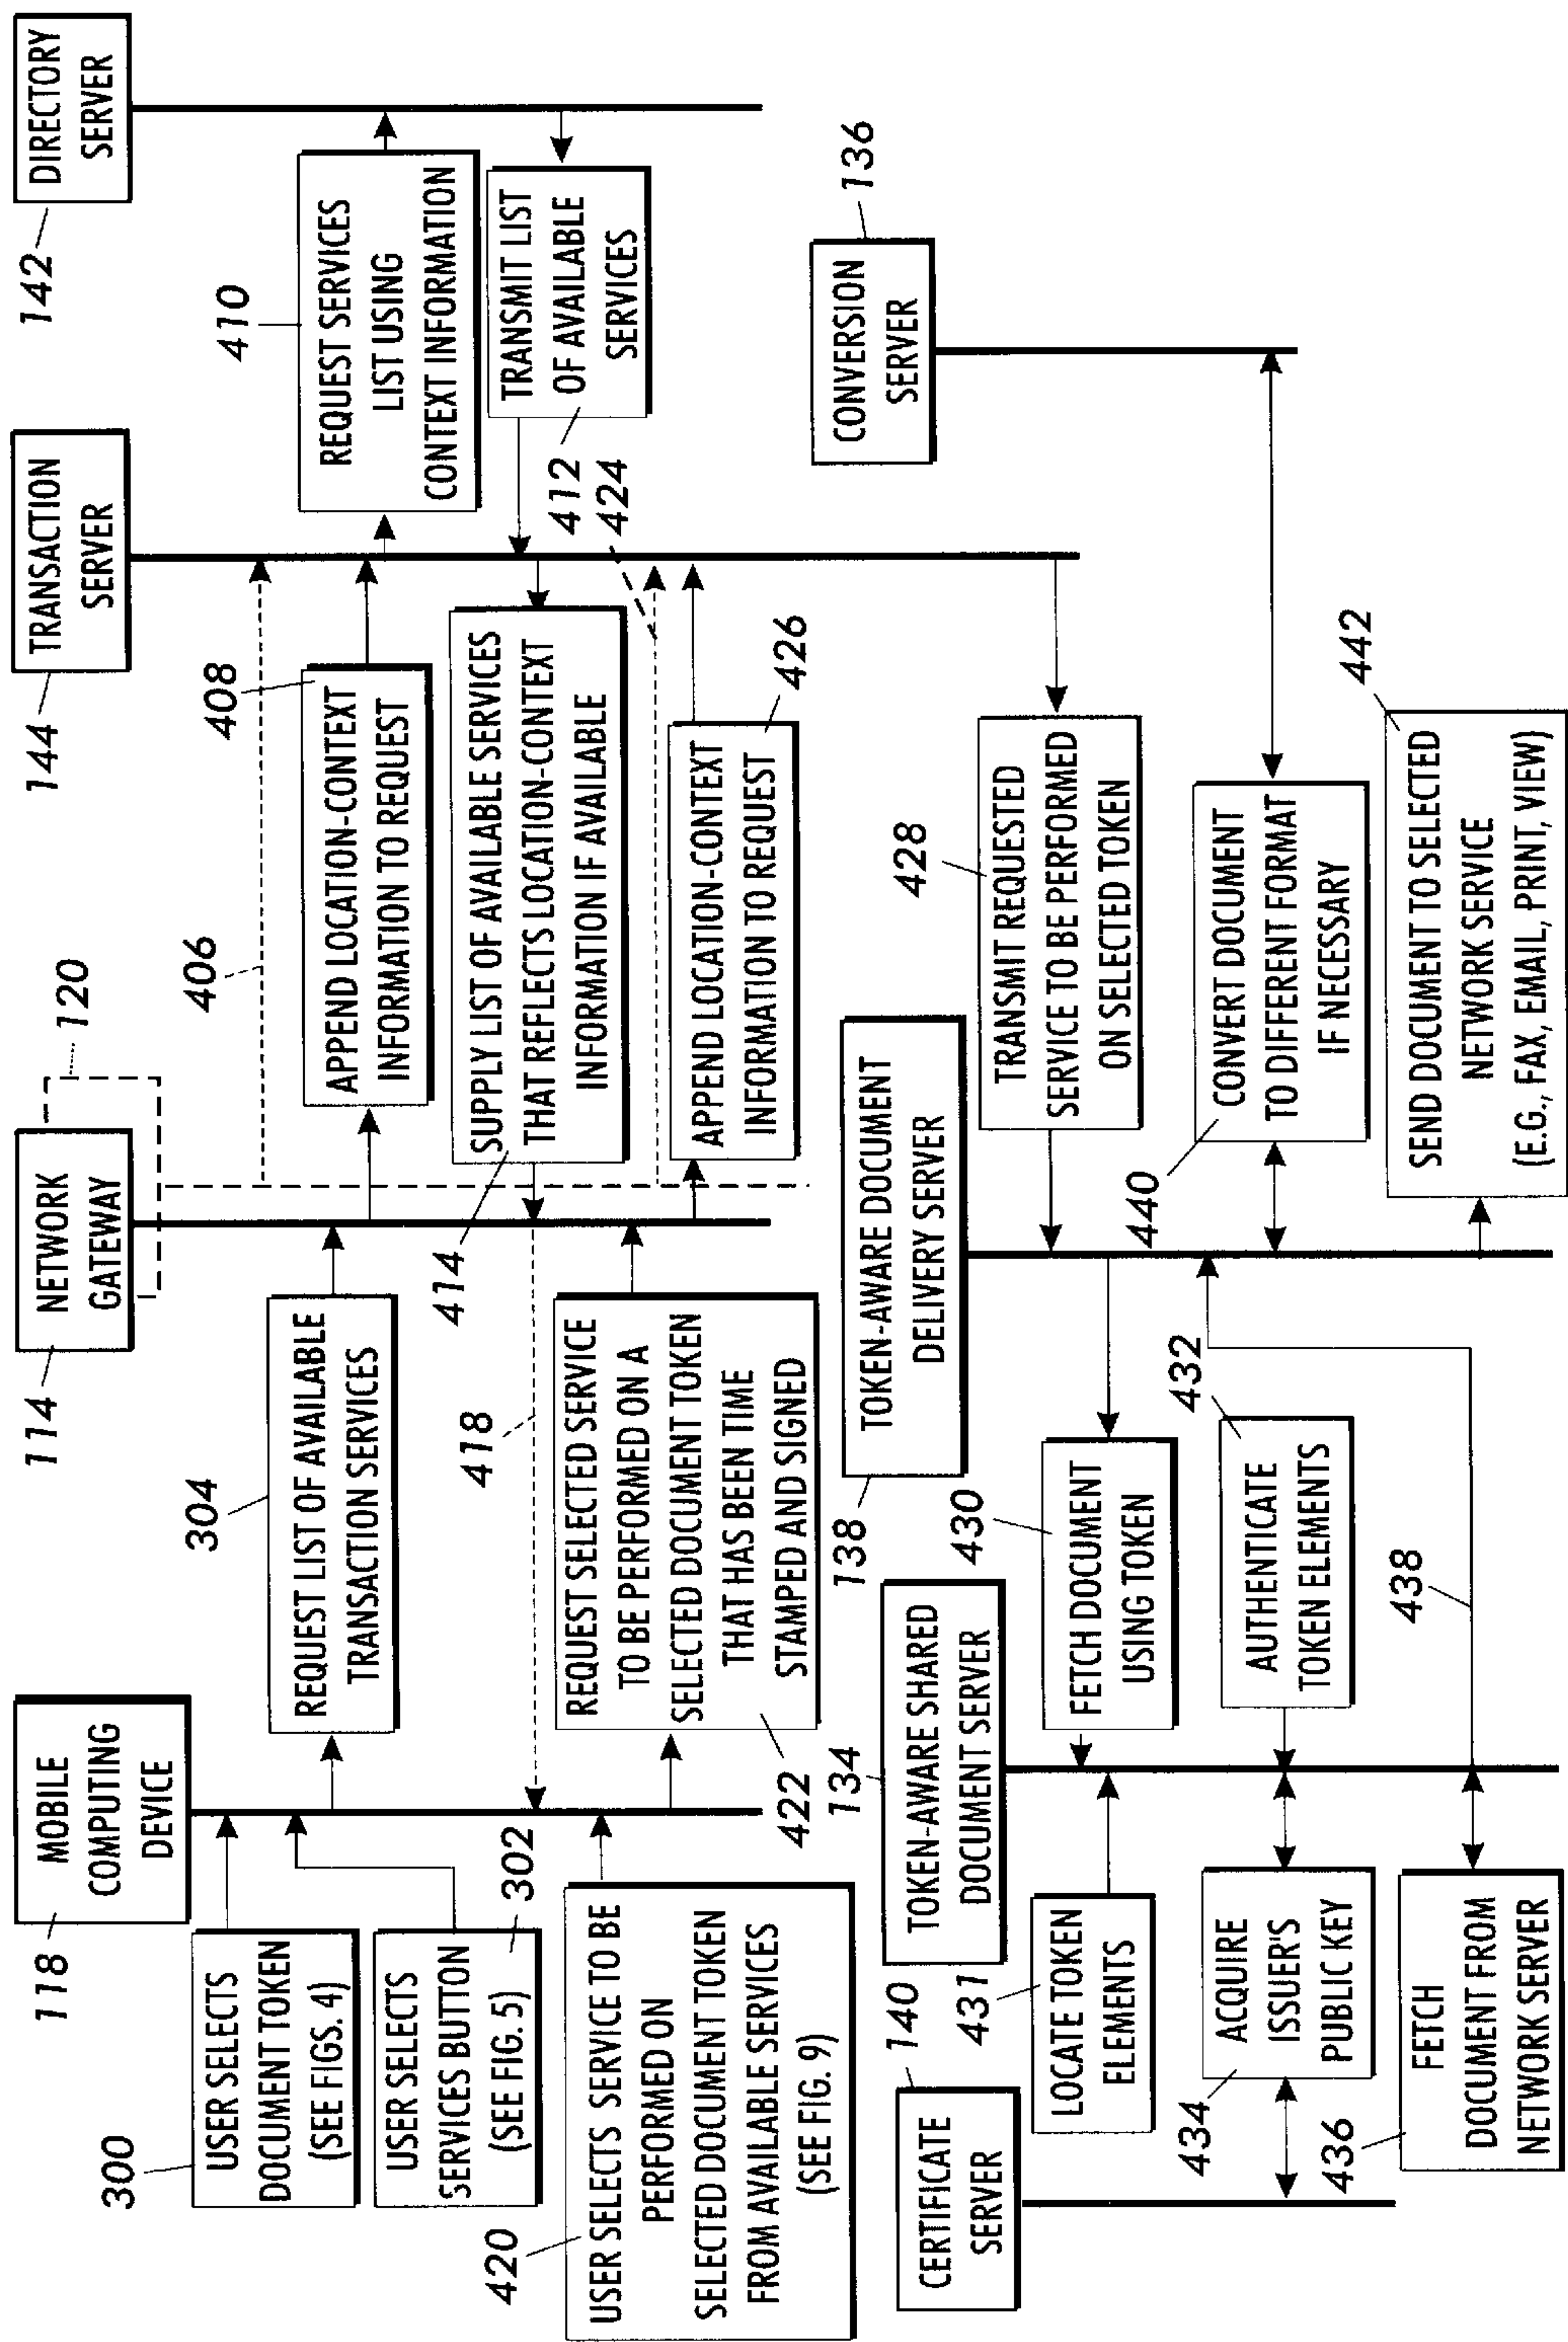 118
MOBILE
COMPUTING
DEVICE
114
NETWORK
GATEWAY
120
144
TRANSACTION
SERVER
142
DIRECTORY
SERVER
300
USER SELECTS
DOCUMENT TOKEN
(SEE FIGS. 4)
USER SELECTS
SERVICES BUTTON
(SEE FIG. 5)
302
304
REQUEST LIST OF AVAILABLE
TRANSACTION SERVICES
406
408
APPEND LOCATION-CONTEXT
INFORMATION TO REQUEST
410
REQUEST SERVICES
LIST USING
CONTEXT INFORMATION
TRANSMIT LIST
OF AVAILABLE
SERVICES
412
414
SUPPLY LIST OF AVAILABLE SERVICES
THAT REFLECTS LOCATION-CONTEXT
INFORMATION IF AVAILABLE
418
424
420
USER SELECTS SERVICE TO BE
PERFORMED ON
SELECTED DOCUMENT TOKEN
FROM AVAILABLE SERVICES
(SEE FIG. 9)
REQUEST SELECTED SERVICE
TO BE PERFORMED ON A
SELECTED DOCUMENT TOKEN
THAT HAS BEEN TIME
STAMPED AND SIGNED
422
APPEND LOCATION-CONTEXT
INFORMATION TO REQUEST
426
140
CERTIFICATE
SERVER
134
TOKEN-AWARE SHARED
DOCUMENT SERVER
138
TOKEN-AWARE DOCUMENT
DELIVERY SERVER
136
CONVERSION
SERVER
428
TRANSMIT REQUESTED
SERVICE TO BE PERFORMED
ON SELECTED TOKEN
430
FETCH DOCUMENT
USING TOKEN
431
LOCATE TOKEN
ELEMENTS
432
AUTHENTICATE
TOKEN ELEMENTS
434
ACQUIRE
ISSUER'S
PUBLIC KEY
436
FETCH
DOCUMENT FROM
NETWORK SERVER
438
440
CONVERT DOCUMENT
TO DIFFERENT FORMAT
IF NECESSARY
442
SEND DOCUMENT TO SELECTED
NETWORK SERVICE
(E.G., FAX, EMAIL, PRINT, VIEW)